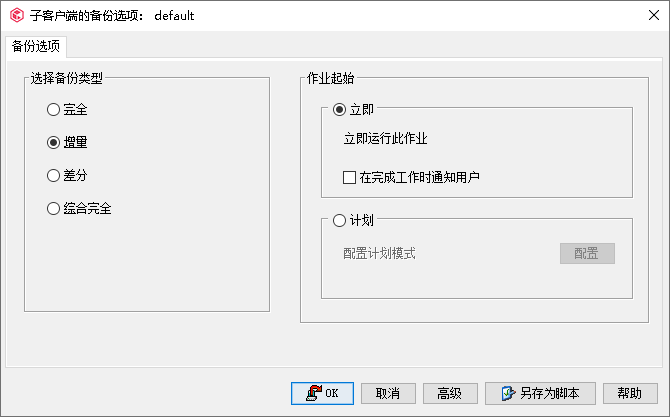 子客户端的备份选项： default
备份选项
选择备份类型
完全
增量
差分
综合完全
作业起始
立即
立即运行此作业
在完成工作时通知用户
计划
配置计划模式
配置
OK
取消
高级
另存为脚本
帮助